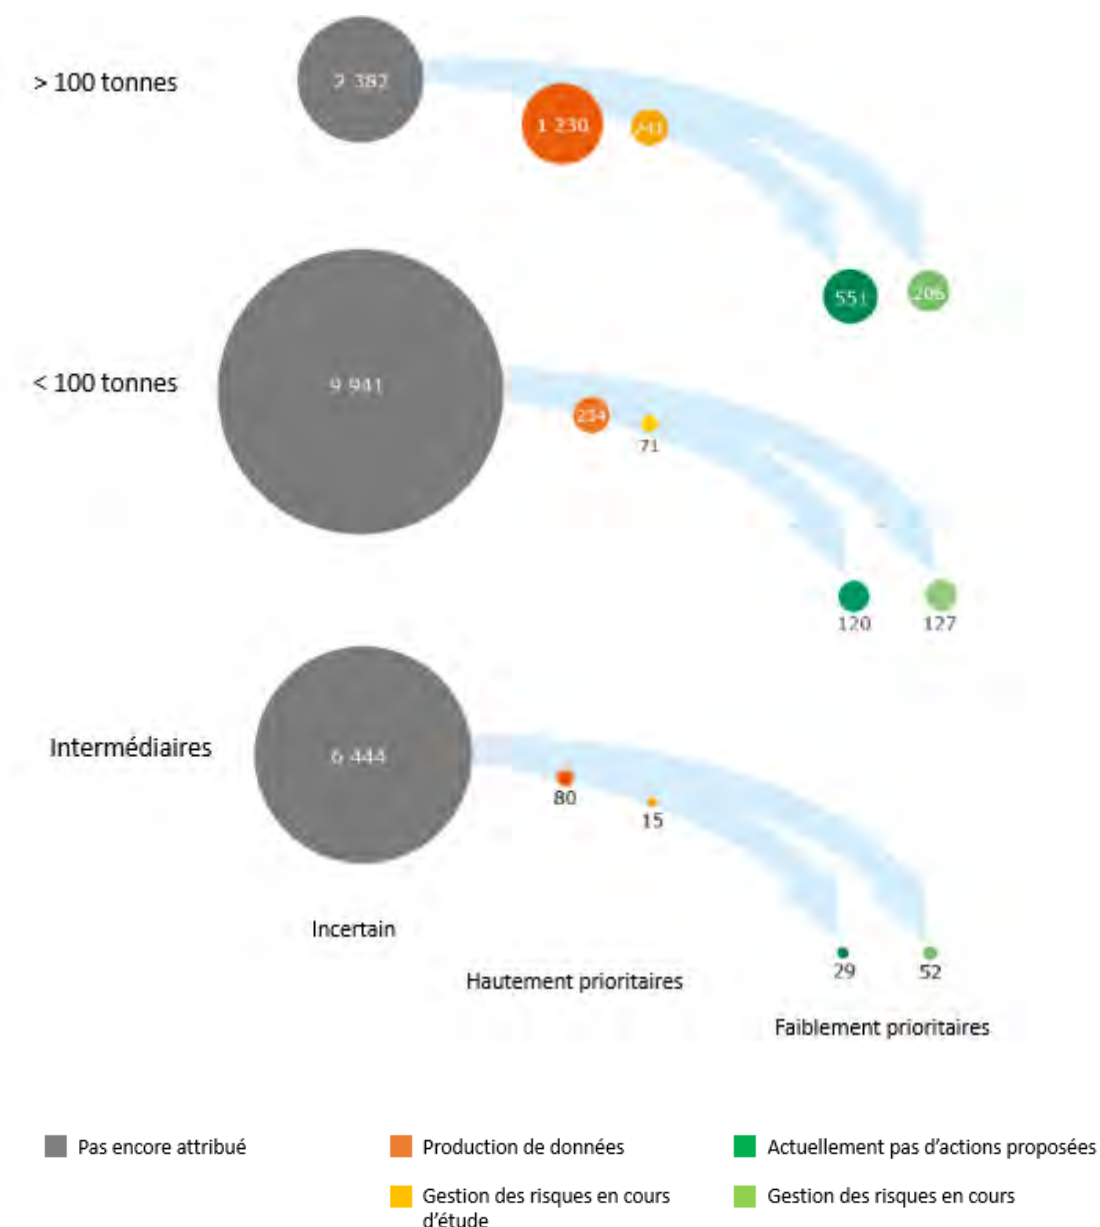 > 100 tonnes
2 382
1 230
241
551
206
< 100 tonnes
9 941
234
71
120
127
Intermédiaires
6 444
80
15
29
52
Incertain
Hautement prioritaires
Faiblement prioritaires
Pas encore attribué
Production de données
Actuellement pas d'actions proposées
Gestion des risques en cours
d'étude
Gestion des risques en cours